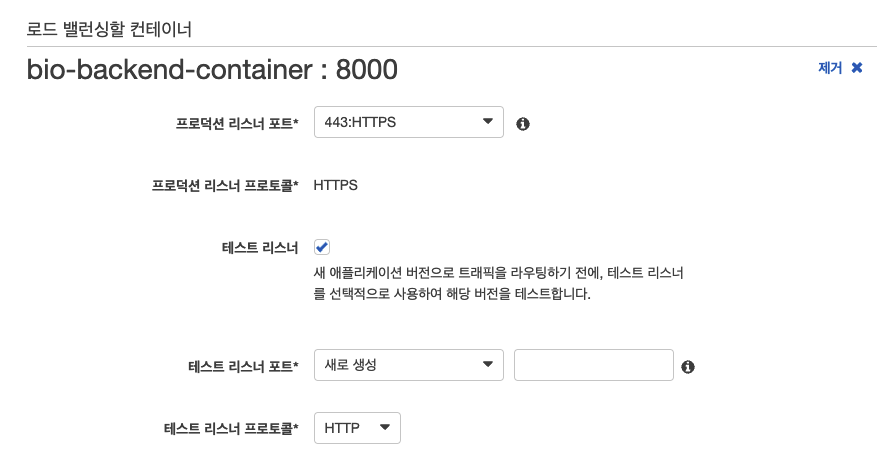 로드 밸런싱할 컨테이너
bio-backend-container : 8000
제거 ✖
프로덕션 리스너 포트* 443:HTTPS
프로덕션 리스너 프로토콜* HTTPS
테스트 리스너
새 애플리케이션 버전으로 트래픽을 라우팅하기 전에, 테스트 리스너
를 선택적으로 사용하여 해당 버전을 테스트합니다.
테스트 리스너 포트* 새로 생성
테스트 리스너 프로토콜* HTTP